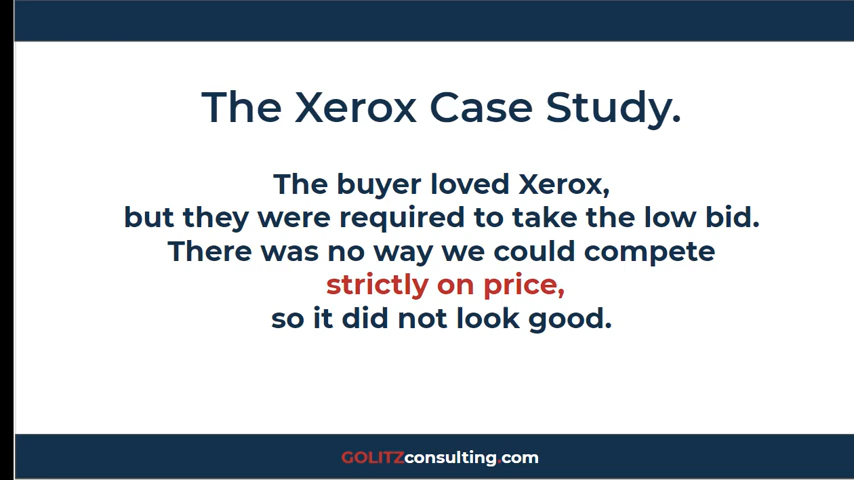 The Xerox Case Study.
The buyer loved Xerox,
but they were required to take the low bid.
There was no way we could compete
strictly on price,
so it did not look good.
GOLITZconsulting.com